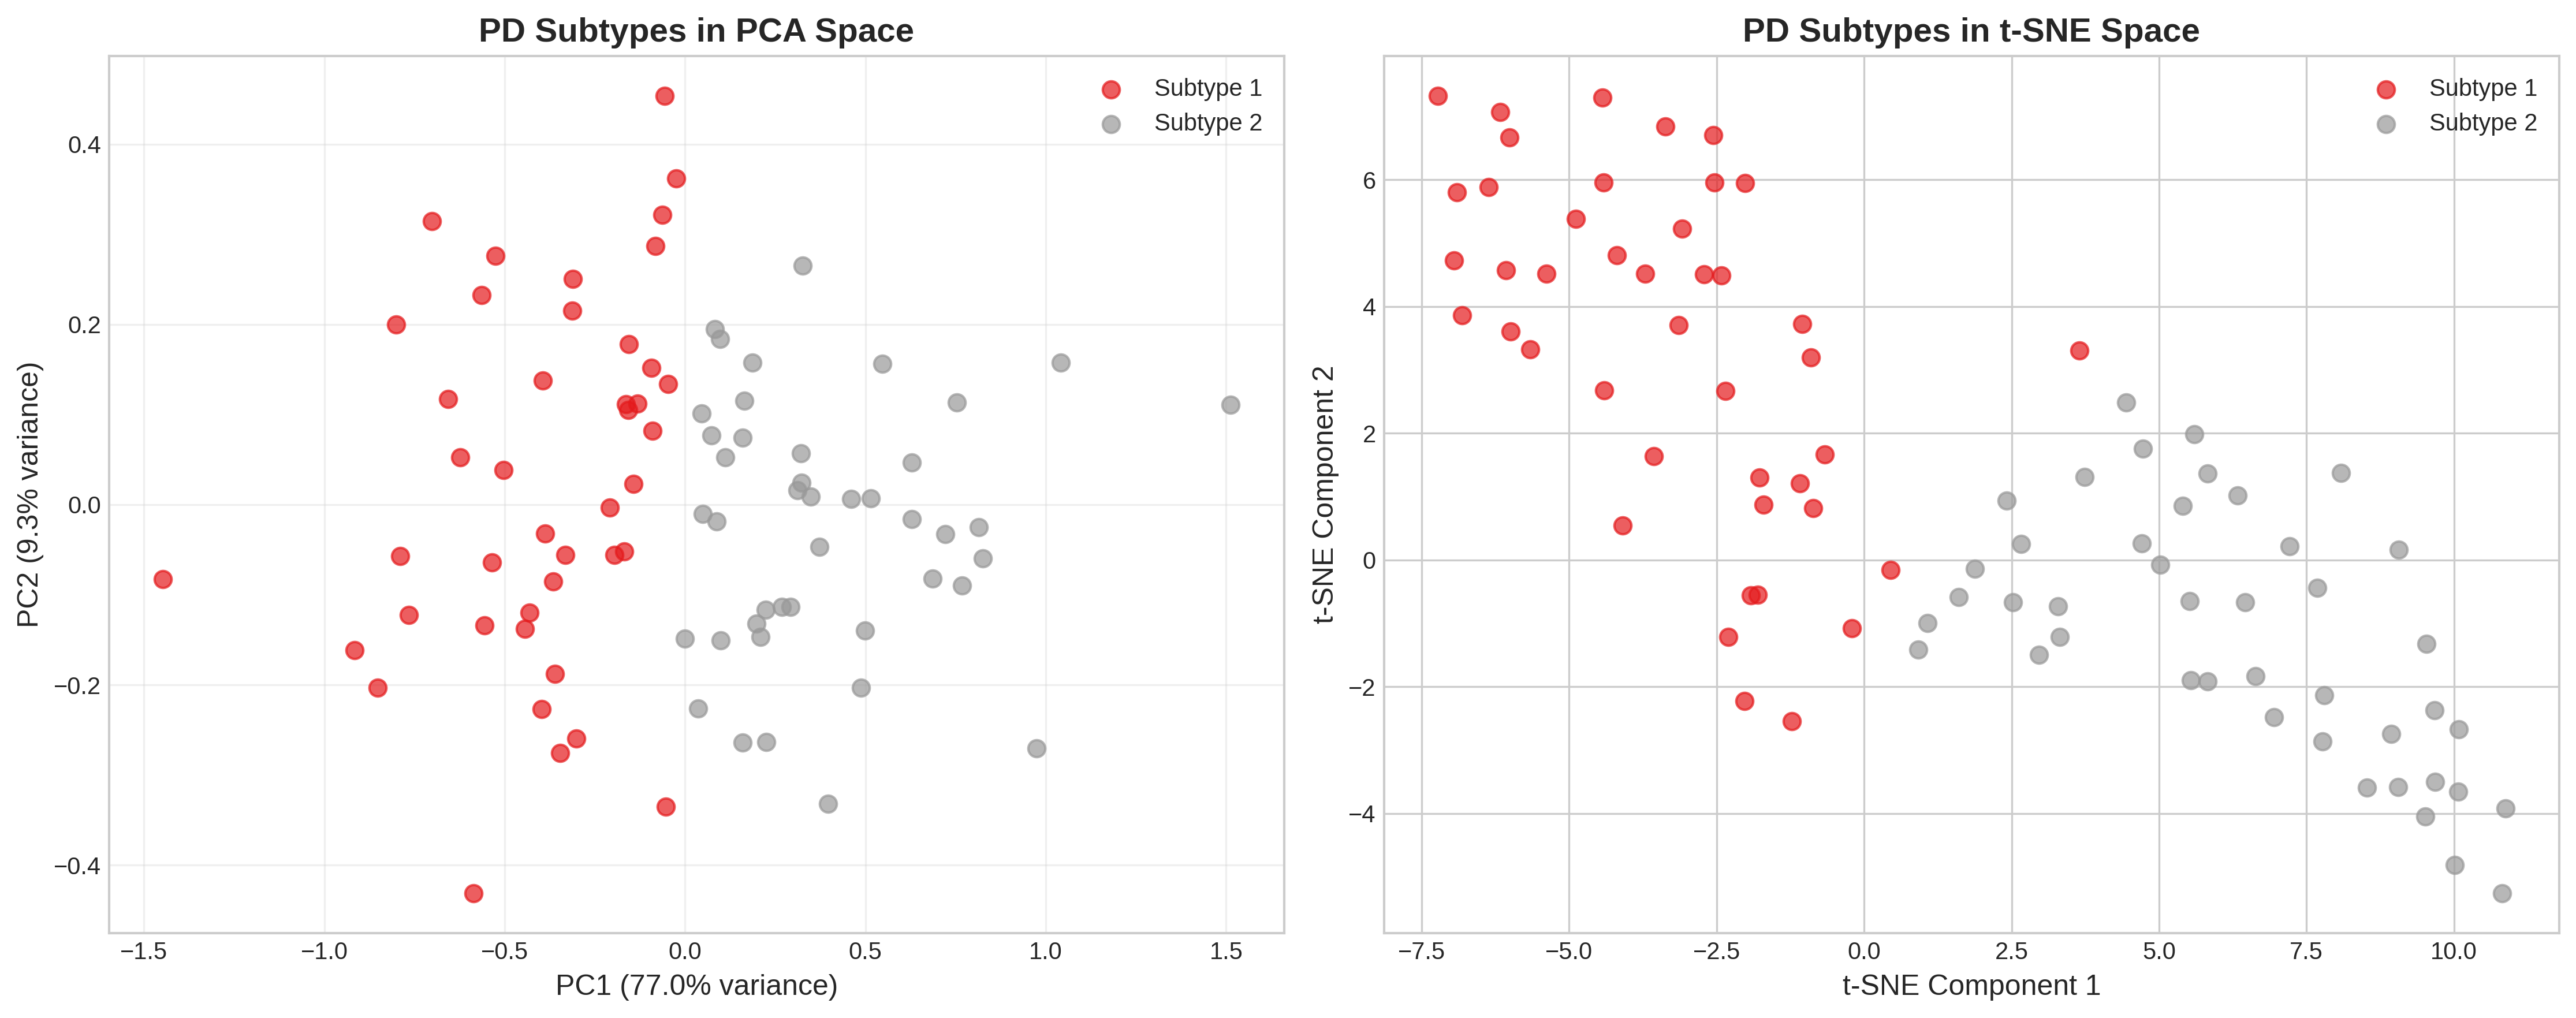 PD Subtypes in PCA Space
Subtype 1
Subtype 2
0.4
0.2
0.0
−0.2
−0.4
PC2 (9.3% variance)
−1.5
−1.0
−0.5
0.0
0.5
1.0
1.5
PC1 (77.0% variance)
PD Subtypes in t-SNE Space
Subtype 1
Subtype 2
6
4
2
0
−2
−4
t-SNE Component 2
−7.5
−5.0
−2.5
0.0
2.5
5.0
7.5
10.0
t-SNE Component 1